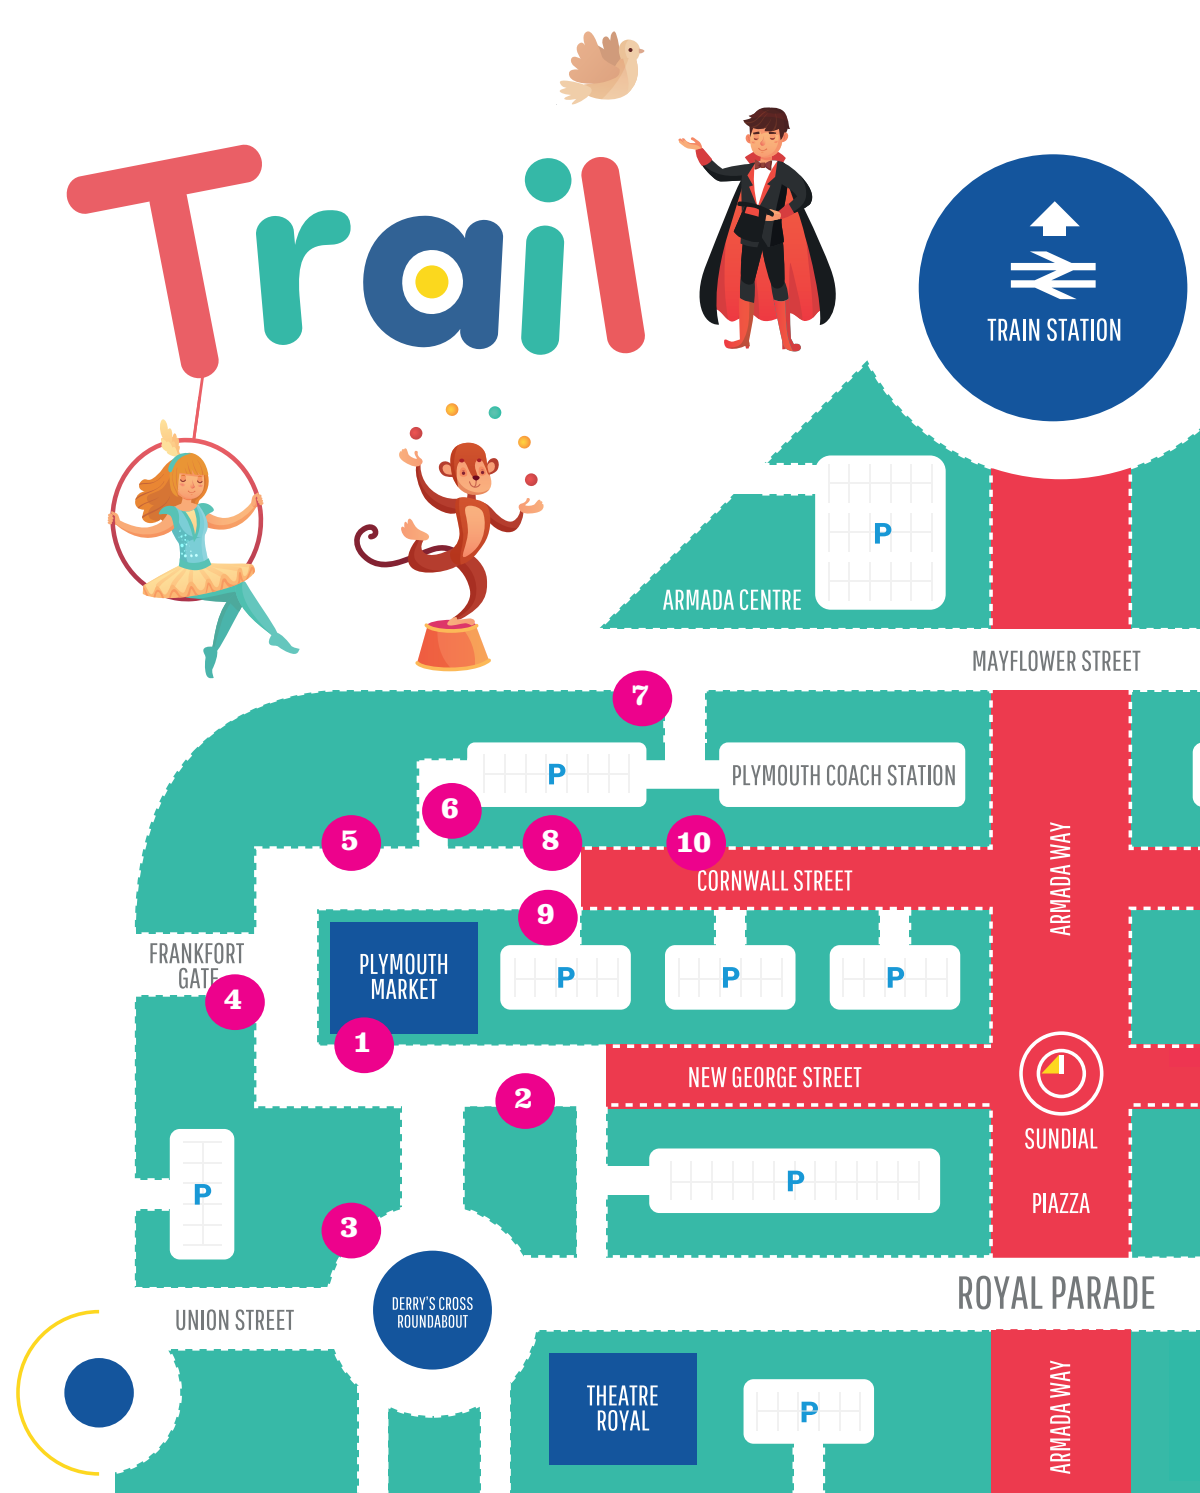 Trail
TRAIN STATION
P
ARMADA CENTRE
MAYFLOWER STREET
7
P
PLYMOUTH COACH STATION
6
5
8
10
ARMADA WAY
CORNWALL STREET
9
FRANKFORT
GATE
PLYMOUTH
MARKET
P
P
P
4
1
NEW GEORGE STREET
2
SUNDIAL
P
P
PIAZZA
3
ROYAL PARADE
DERRY'S CROSS
ROUNDABOUT
UNION STREET
THEATRE
ROYAL
P
ARMADA WAY